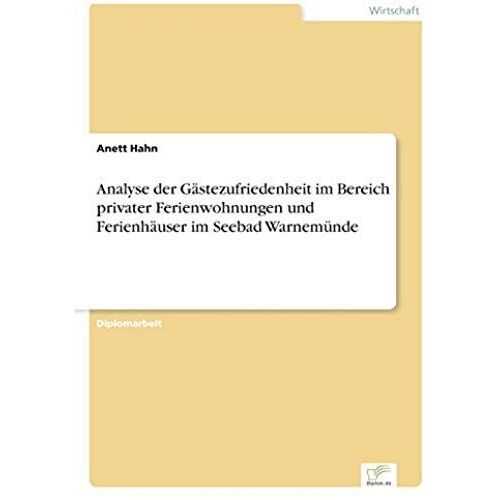 Wirtschaft
Anett Hahn
Analyse der Gästezufriedenheit im Bereich
privater Ferienwohnungen und
Ferienhäuser im Seebad Warnemünde
Diplomarbeit
Diplom.de